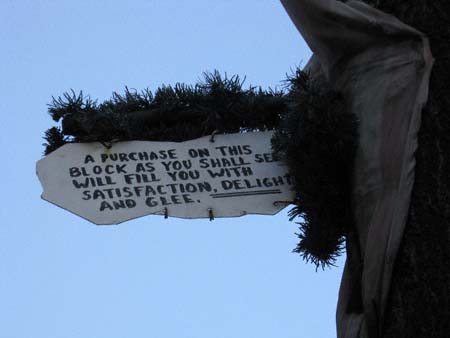 A PURCHASE ON THIS
BLOCK AS YOU SHALL SEE
WILL FILL YOU WITH
SATISFACTION, DELIGHT
AND GLEE.